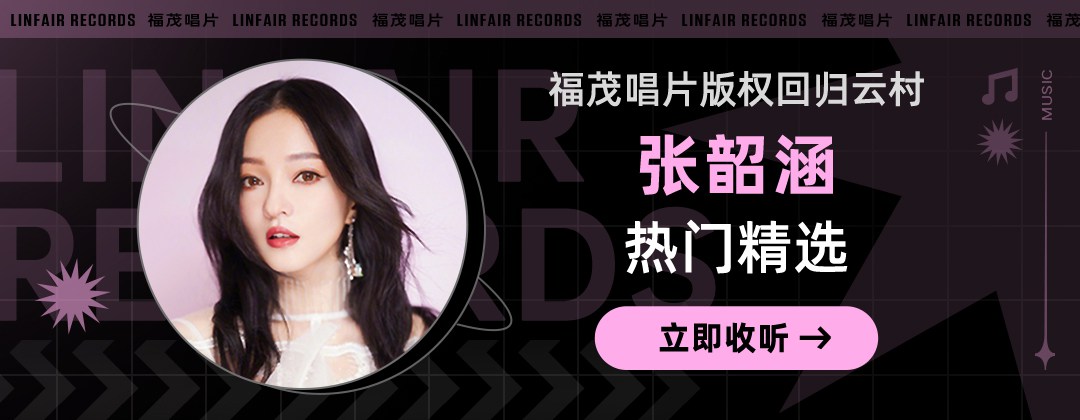 LINFAIR RECORDS 福茂唱片 LINFAIR RECORDS 福茂唱片 LINFAIR RECORDS 福茂唱片 LINFAIR RECORDS 福茂唱片 LINFAIR RECORDS 福茂
LINFAIR
RECORDS
福茂唱片版权回归云村
张韶涵
热门精选
立即收听→
MUSIC